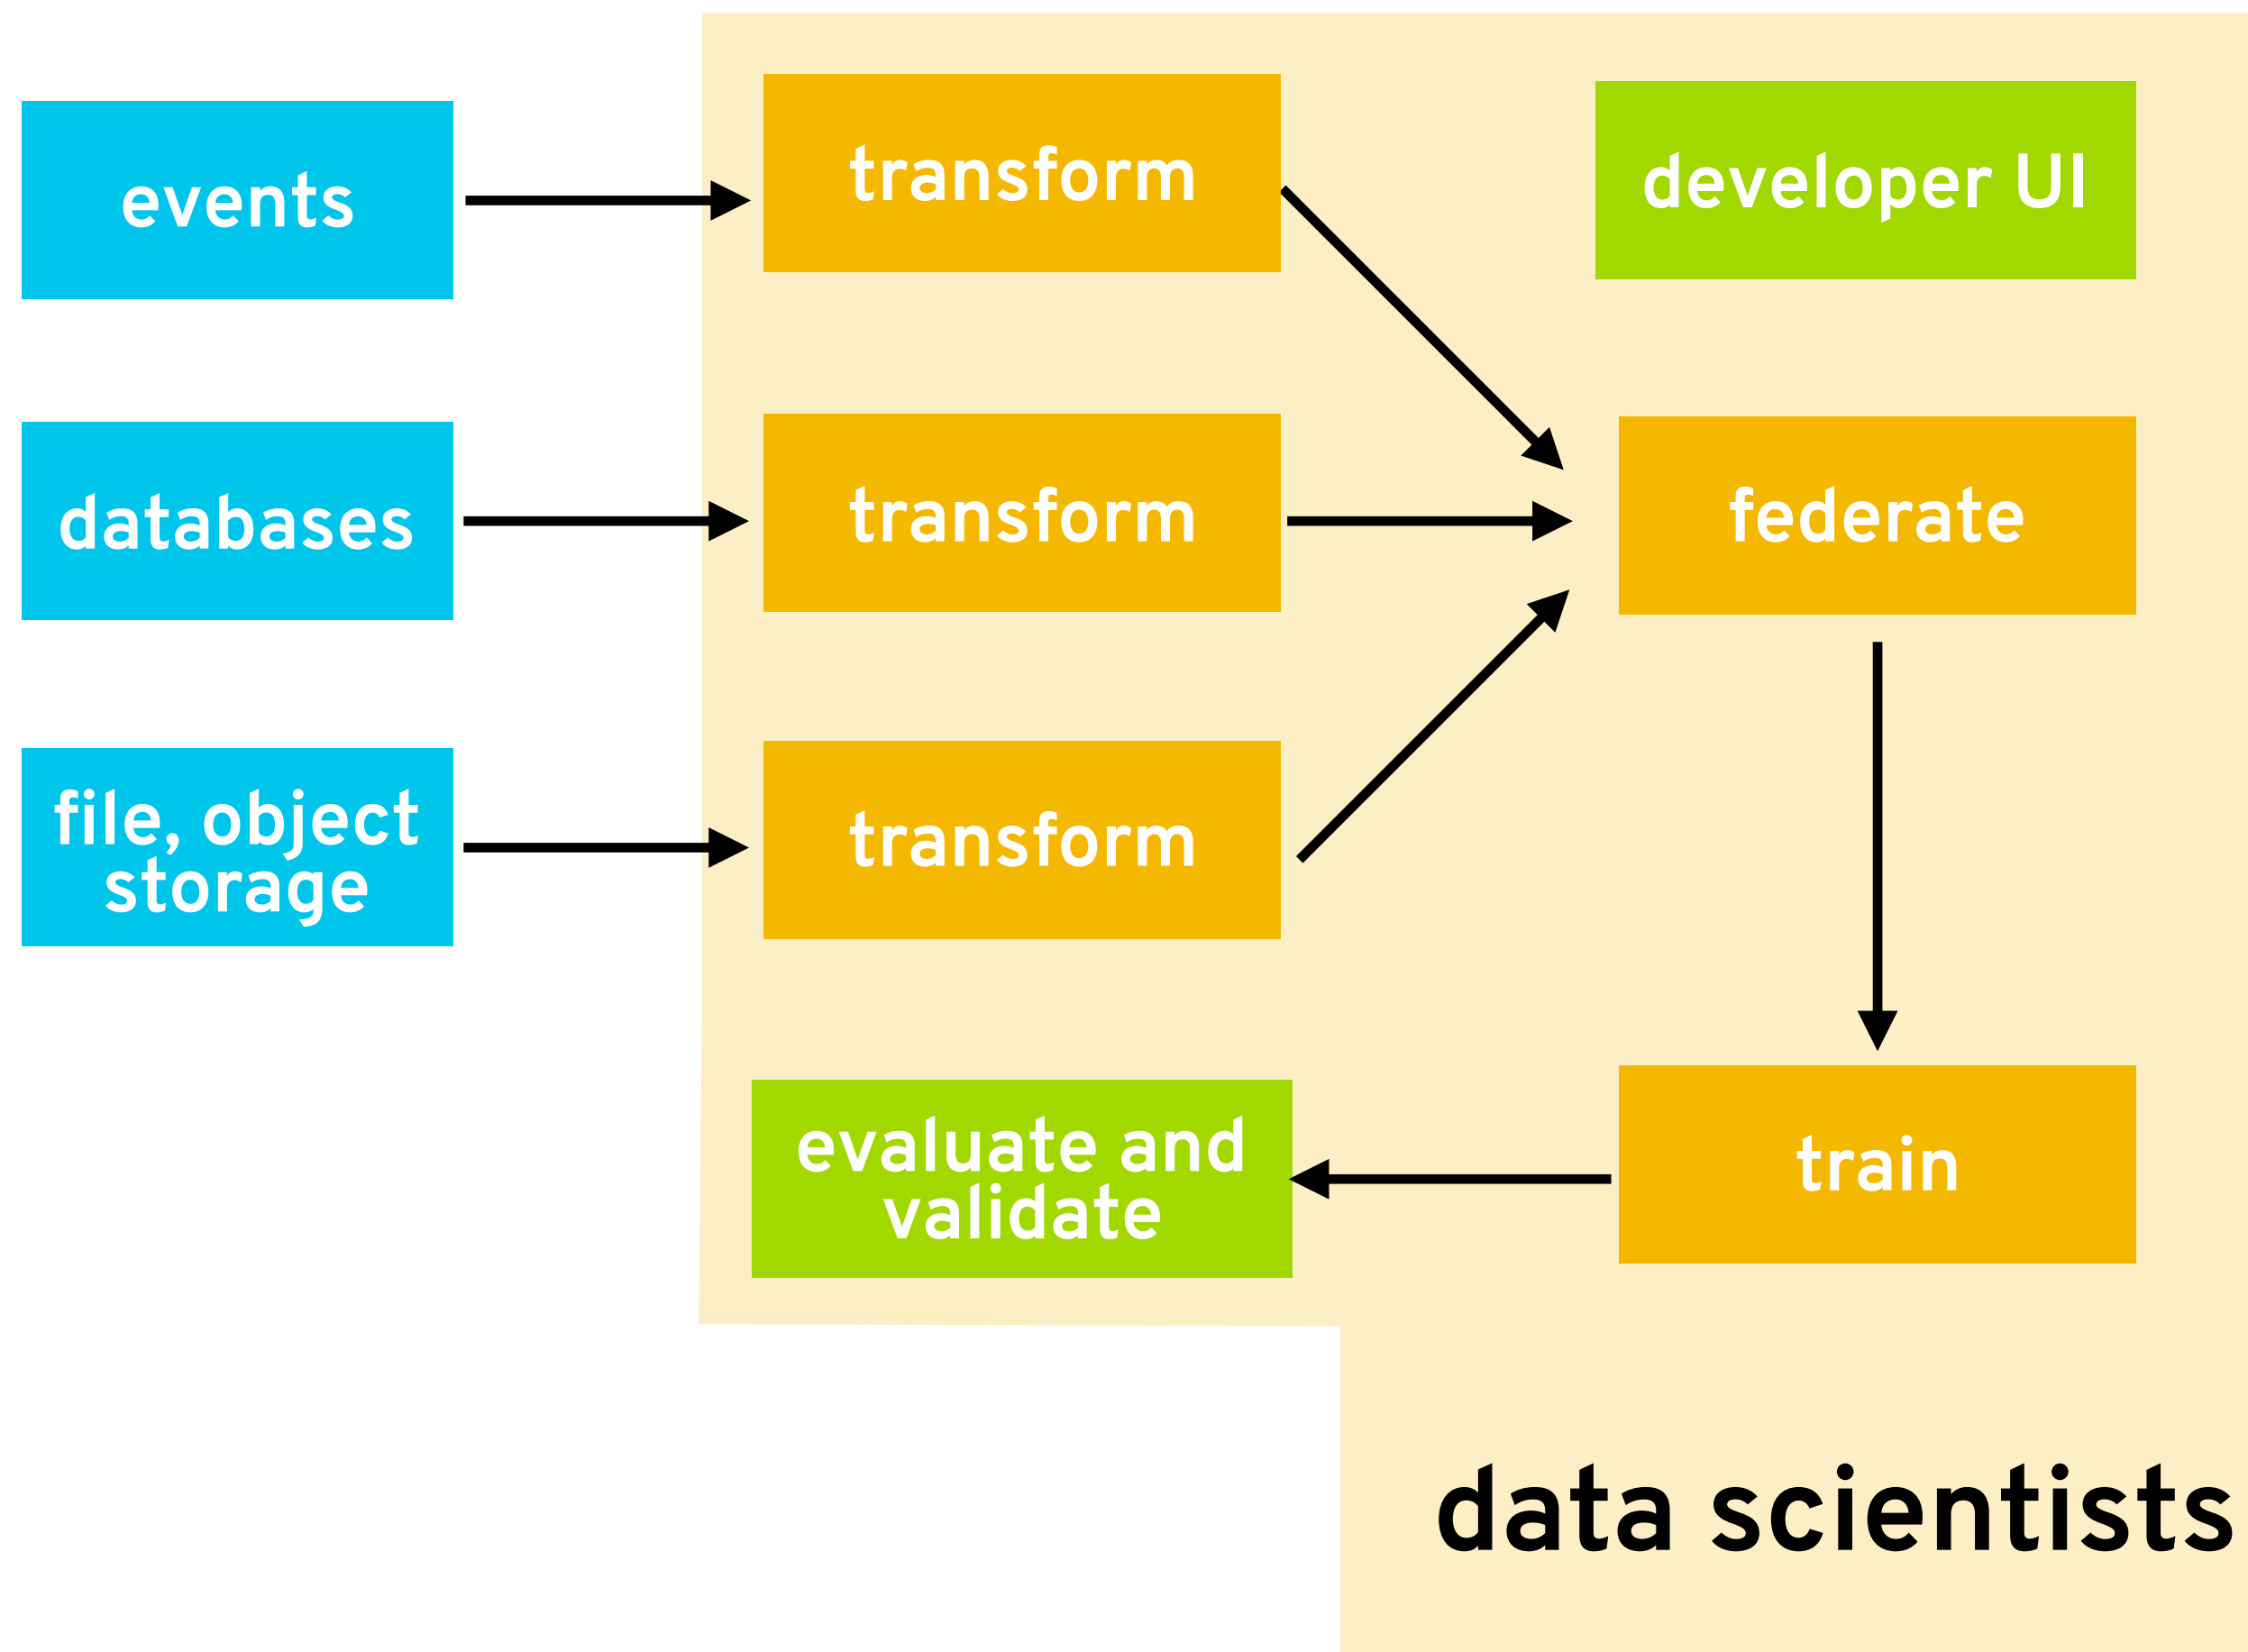 events
transform
developer UI
databases
transform
federate
file, object
storage
transform
evaluate and
validate
train
data scientists